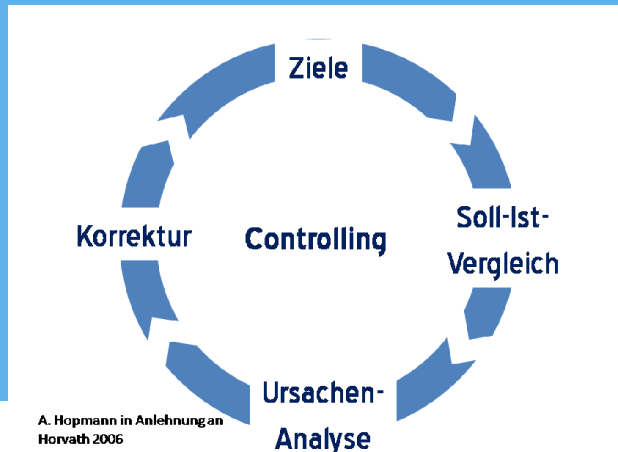 Ziele
Soll-Ist-
Vergleich
Controlling
Korrektur
Ursachen-
Analyse
A. Hopmann in Anlehnung an
Horvath 2006